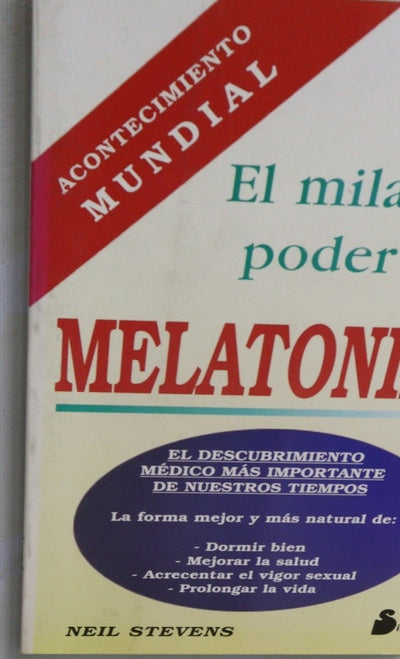 ACONTECIMIENTO
MUNDIAL
El mila
poder
MELATONI
EL DESCUBRIMIENTO
MÉDICO MÁS IMPORTANTE
DE NUESTROS TIEMPOS
La forma mejor y más natural de:
- Dormir bien
- Mejorar la salud
- Acrecentar el vigor sexual
- Prolongar la vida
NEIL STEVENS